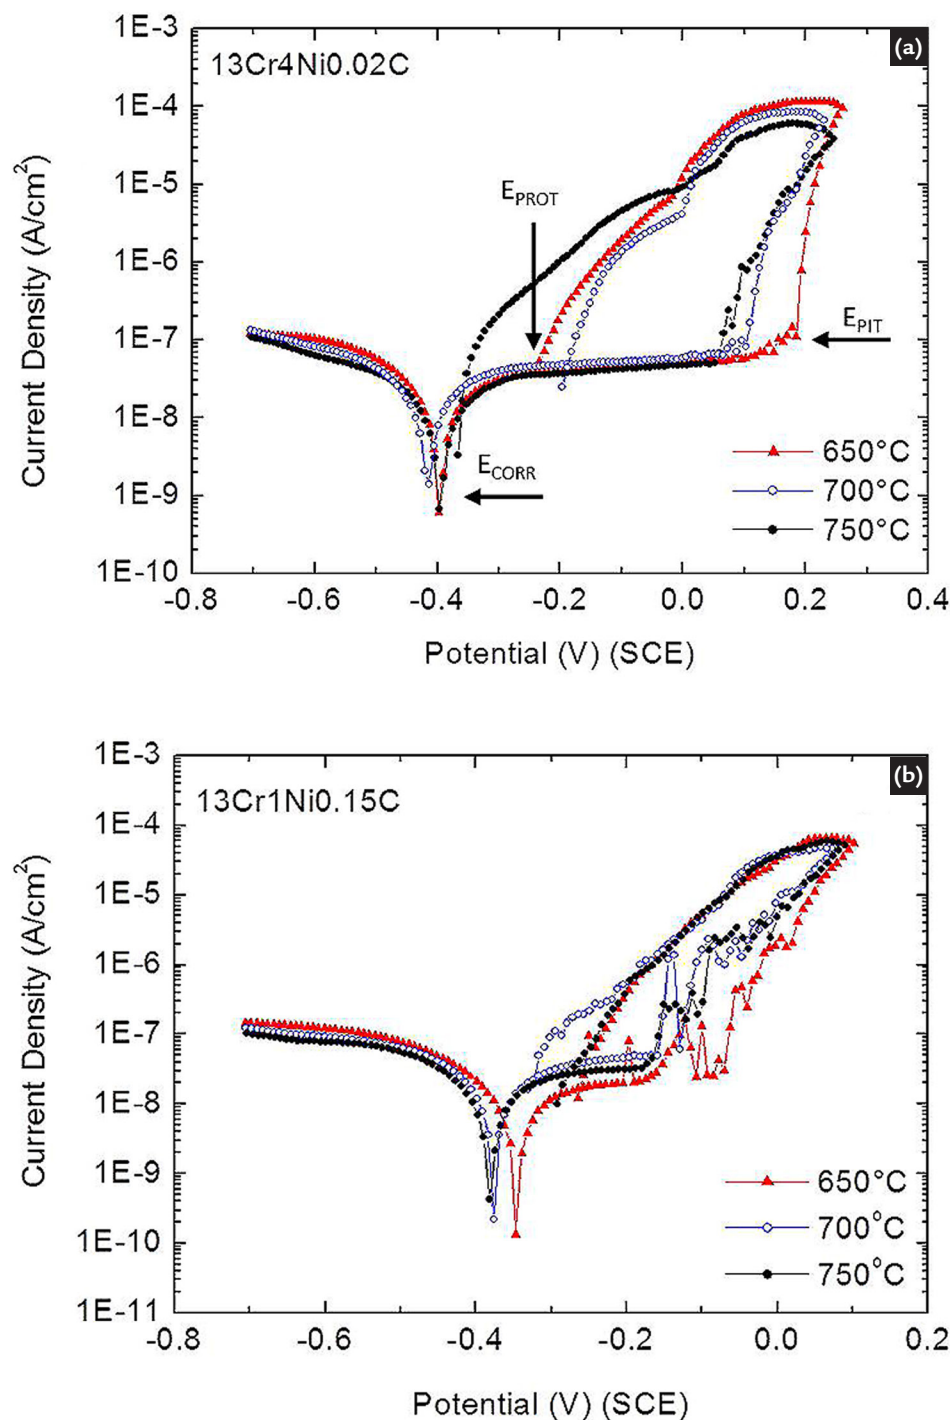 1E-3
(a)
13Cr4Ni0.02C
1E-4
1E-5
E_PROT
1E-6
E_PIT
1E-7
1E-8
650°C
E_CORR
700°C
1E-9
750°C
1E-10
-0.8 -0.6 -0.4 -0.2 0.0 0.2 0.4
Current Density (A/cm²)
Potential (V) (SCE)
1E-3
(b)
13Cr1Ni0.15C
1E-4
1E-5
1E-6
1E-7
1E-8
1E-9
650°C
1E-10
700°C
750°C
1E-11
-0.8 -0.6 -0.4 -0.2 0.0 0.2
Current Density (A/cm²)
Potential (V) (SCE)